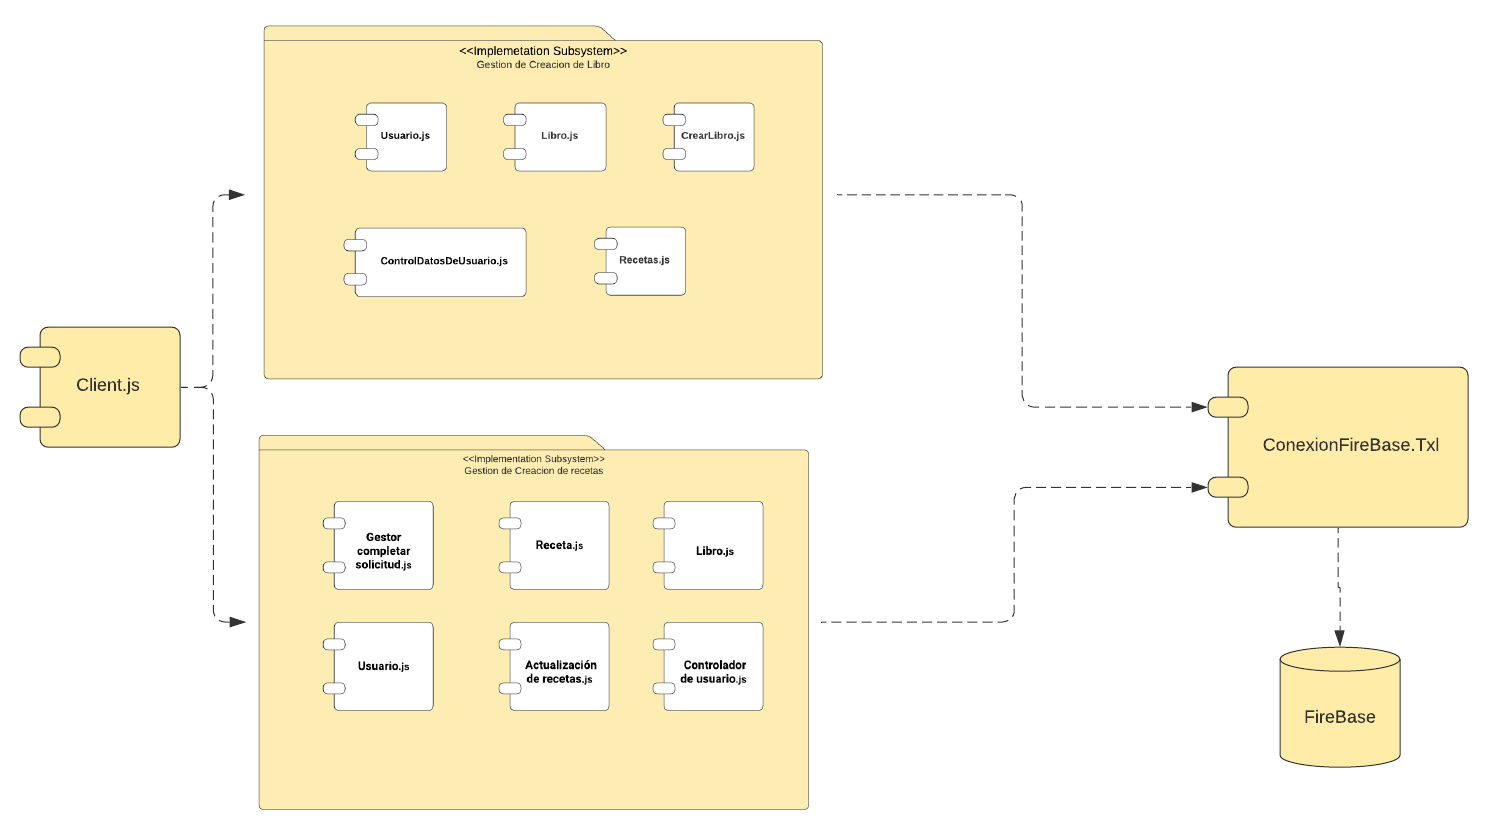 <<Implemetation Subsystem>>
Gestion de Creacion de Libro
Usuario.js
Libro.js
CrearLibro.js
ControlDatosDeUsuario.js
Recetas.js
Client.js
ConexionFireBase.Txl
<<Implementation Subsystem>>
Gestion de Creacion de recetas
Gestor
completar
solicitud.js
Receta.js
Libro.js
Usuario.js
Actualización
de recetas.js
Controlador
de usuario.js
FireBase